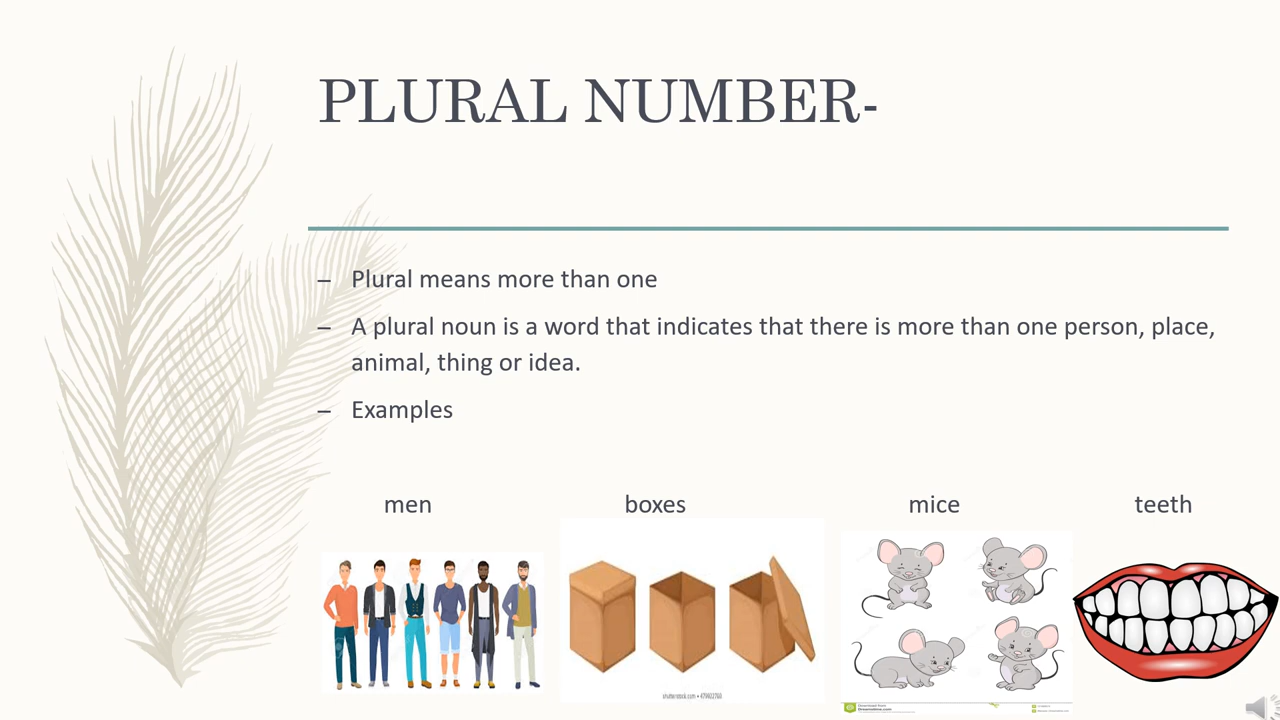 PLURAL NUMBER-
– Plural means more than one
– A plural noun is a word that indicates that there is more than one person, place,
animal, thing or idea.
– Examples
men boxes mice teeth